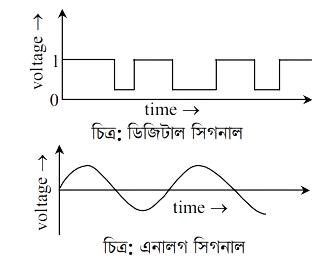 voltage →
1
0
time →
চিত্র: ডিজিটাল সিগনাল
voltage →
time →
চিত্র: এনালগ সিগনাল